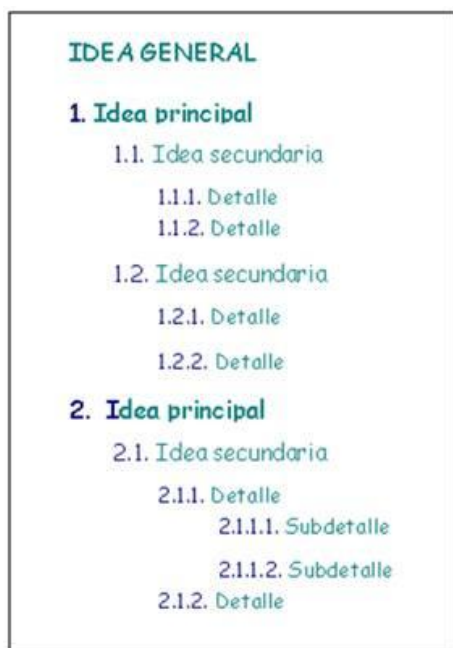 IDEA GENERAL
1. Idea principal
1.1. Idea secundaria
1.1.1. Detalle
1.1.2. Detalle
1.2. Idea secundaria
1.2.1. Detalle
1.2.2. Detalle
2. Idea principal
2.1. Idea secundaria
2.1.1. Detalle
2.1.1.1. Subdetalle
2.1.1.2. Subdetalle
2.1.2. Detalle